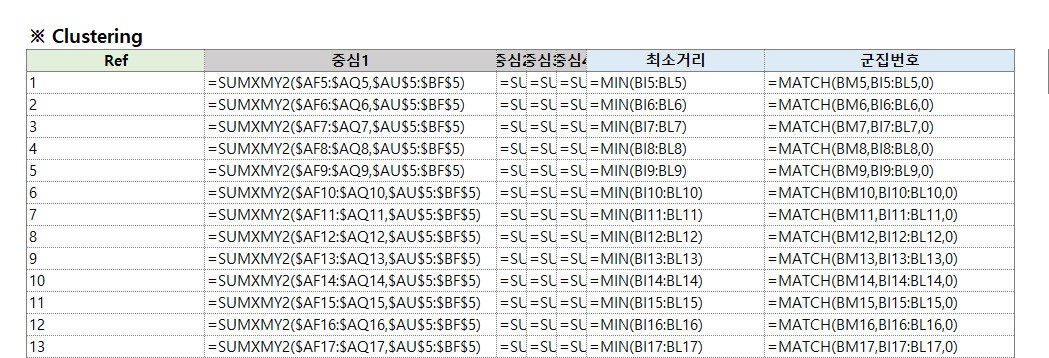 ※ Clustering
Ref 중심1 중심2 중심3 중심4 최소거리 군집번호
1 =SUMXMY2($AF5:$AQ5,$AU$5:$BF$5) =SU =SU =SU =MIN(BI5:BL5) =MATCH(BM5,BI5:BL5,0)
2 =SUMXMY2($AF6:$AQ6,$AU$5:$BF$5) =SU =SU =SU =MIN(BI6:BL6) =MATCH(BM6,BI6:BL6,0)
3 =SUMXMY2($AF7:$AQ7,$AU$5:$BF$5) =SU =SU =SU =MIN(BI7:BL7) =MATCH(BM7,BI7:BL7,0)
4 =SUMXMY2($AF8:$AQ8,$AU$5:$BF$5) =SU =SU =SU =MIN(BI8:BL8) =MATCH(BM8,BI8:BL8,0)
5 =SUMXMY2($AF9:$AQ9,$AU$5:$BF$5) =SU =SU =SU =MIN(BI9:BL9) =MATCH(BM9,BI9:BL9,0)
6 =SUMXMY2($AF10:$AQ10,$AU$5:$BF$5) =SU =SU =SU =MIN(BI10:BL10) =MATCH(BM10,BI10:BL10,0)
7 =SUMXMY2($AF11:$AQ11,$AU$5:$BF$5) =SU =SU =SU =MIN(BI11:BL11) =MATCH(BM11,BI11:BL11,0)
8 =SUMXMY2($AF12:$AQ12,$AU$5:$BF$5) =SU =SU =SU =MIN(BI12:BL12) =MATCH(BM12,BI12:BL12,0)
9 =SUMXMY2($AF13:$AQ13,$AU$5:$BF$5) =SU =SU =SU =MIN(BI13:BL13) =MATCH(BM13,BI13:BL13,0)
10 =SUMXMY2($AF14:$AQ14,$AU$5:$BF$5) =SU =SU =SU =MIN(BI14:BL14) =MATCH(BM14,BI14:BL14,0)
11 =SUMXMY2($AF15:$AQ15,$AU$5:$BF$5) =SU =SU =SU =MIN(BI15:BL15) =MATCH(BM15,BI15:BL15,0)
12 =SUMXMY2($AF16:$AQ16,$AU$5:$BF$5) =SU =SU =SU =MIN(BI16:BL16) =MATCH(BM16,BI16:BL16,0)
13 =SUMXMY2($AF17:$AQ17,$AU$5:$BF$5) =SU =SU =SU =MIN(BI17:BL17) =MATCH(BM17,BI17:BL17,0)